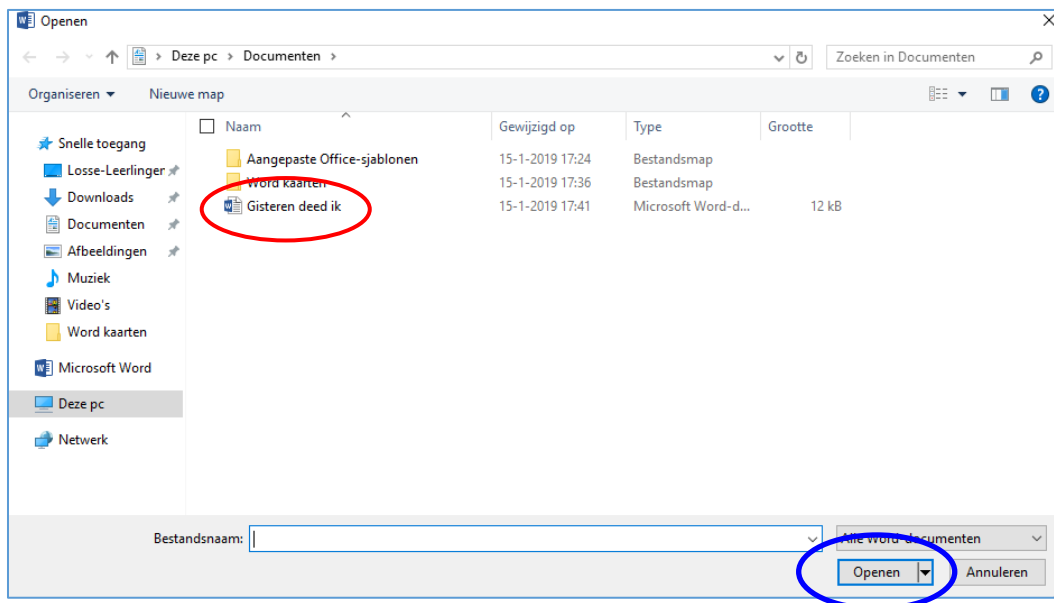 Openen
Deze pc > Documenten >
Zoeken in Documenten
Organiseren
Nieuwe map
Naam
Gewijzigd op
Type
Grootte
Snelle toegang
Losse-Leerlinger
Downloads
Documenten
Afbeeldingen
Muziek
Video's
Word kaarten
Microsoft Word
Deze pc
Netwerk
Aangepaste Office-sjablonen 15-1-2019 17:24 Bestandsmap
Word kaarten 15-1-2019 17:36 Bestandsmap
Gisteren deed ik 15-1-2019 17:41 Microsoft Word-d... 12 kB
Bestandsnaam:
Alle Word-documenten
Openen
Annuleren